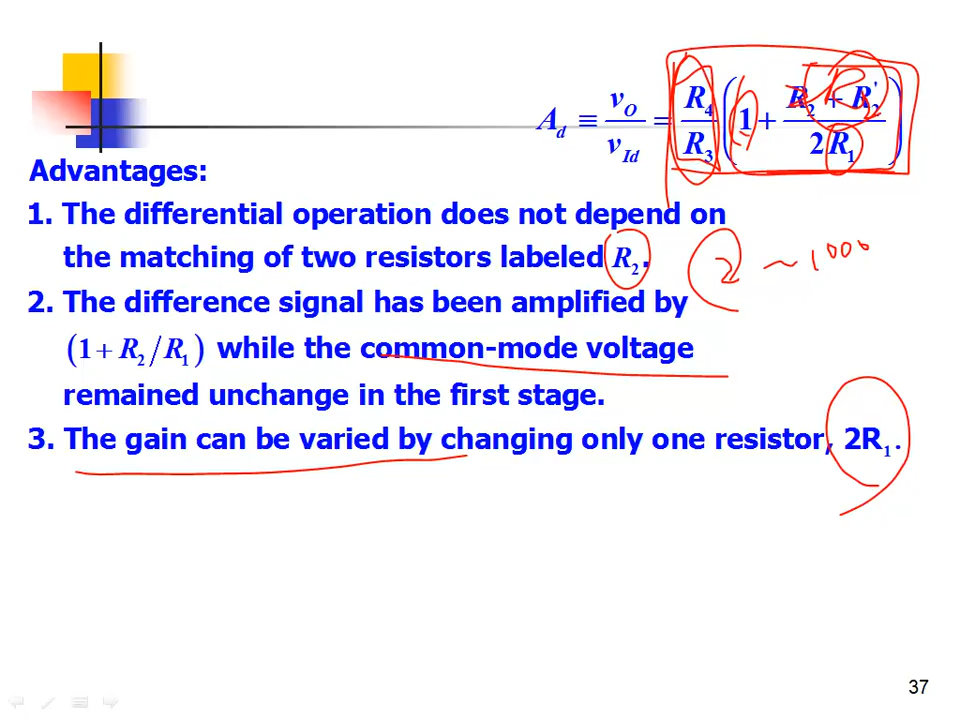 A_d ≡ v_O / v_Id = R_4 / R_3 ( 1 + (R_2 + R_2') / 2R_1 )
Advantages:
1. The differential operation does not depend on
the matching of two resistors labeled R_2.
2 ~ 1000
2. The difference signal has been amplified by
(1 + R_2 / R_1) while the common-mode voltage
remained unchange in the first stage.
3. The gain can be varied by changing only one resistor, 2R_1.
37